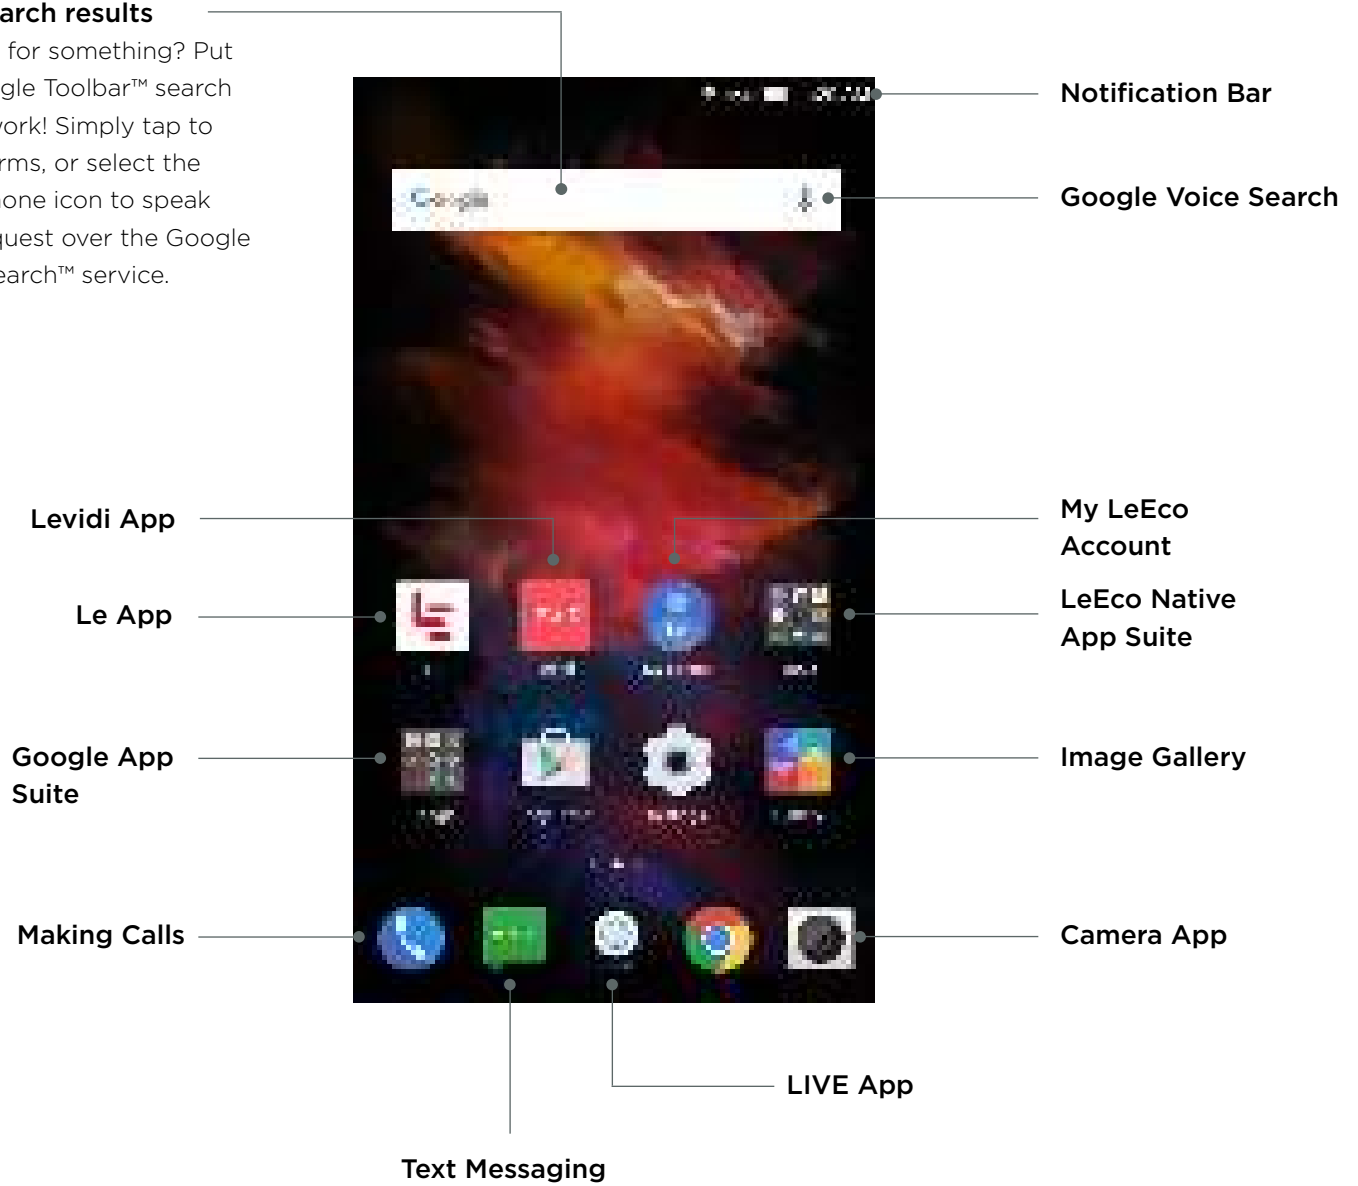 arch results
for something? Put
gle Toolbar™ search
work! Simply tap to
rms, or select the
one icon to speak
quest over the Google
earch™ service.
Notification Bar
Google
Google Voice Search
Levidi App
My LeEco
Account
Le App
LeEco Native
App Suite
Google App
Suite
Image Gallery
Making Calls
Camera App
LIVE App
Text Messaging